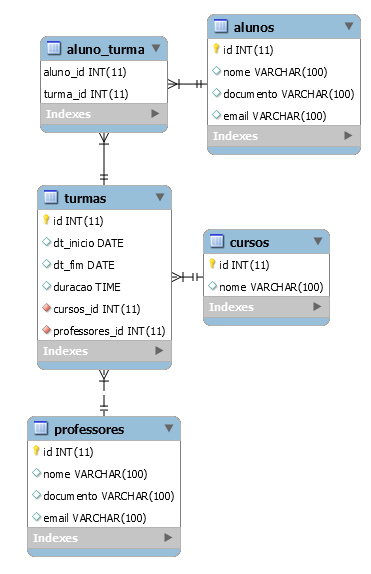 alunos
id INT(11)
nome VARCHAR(100)
documento VARCHAR(100)
email VARCHAR(100)
Indexes
aluno_turma
aluno_id INT(11)
turma_id INT(11)
Indexes
turmas
id INT(11)
dt_inicio DATE
dt_fim DATE
duracao TIME
cursos_id INT(11)
professores_id INT(11)
Indexes
cursos
id INT(11)
nome VARCHAR(100)
Indexes
professores
id INT(11)
nome VARCHAR(100)
documento VARCHAR(100)
email VARCHAR(100)
Indexes